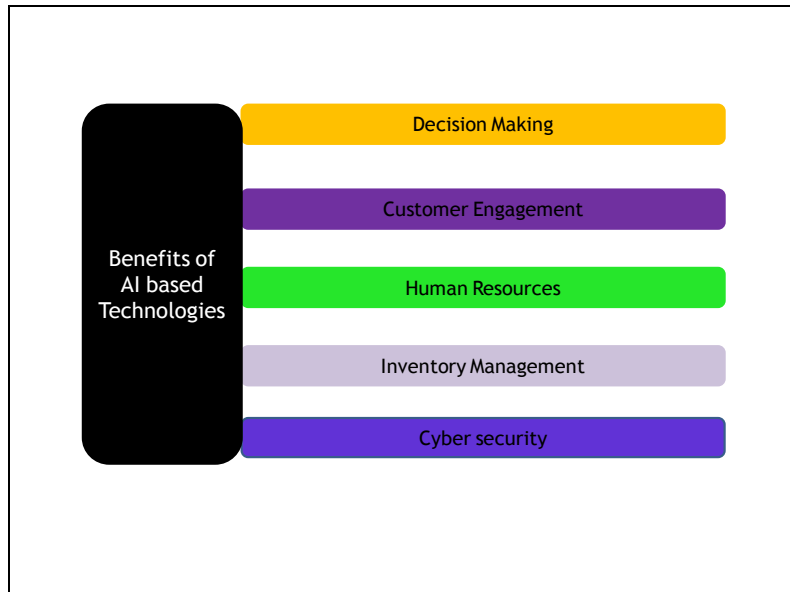 Decision Making
Customer Engagement
Benefits of
AI based
Technologies
Human Resources
Inventory Management
Cyber security